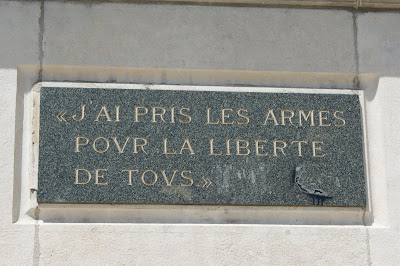 «J'AI PRIS LES ARMES
POVR LA LIBERTE
DE TOVS.»